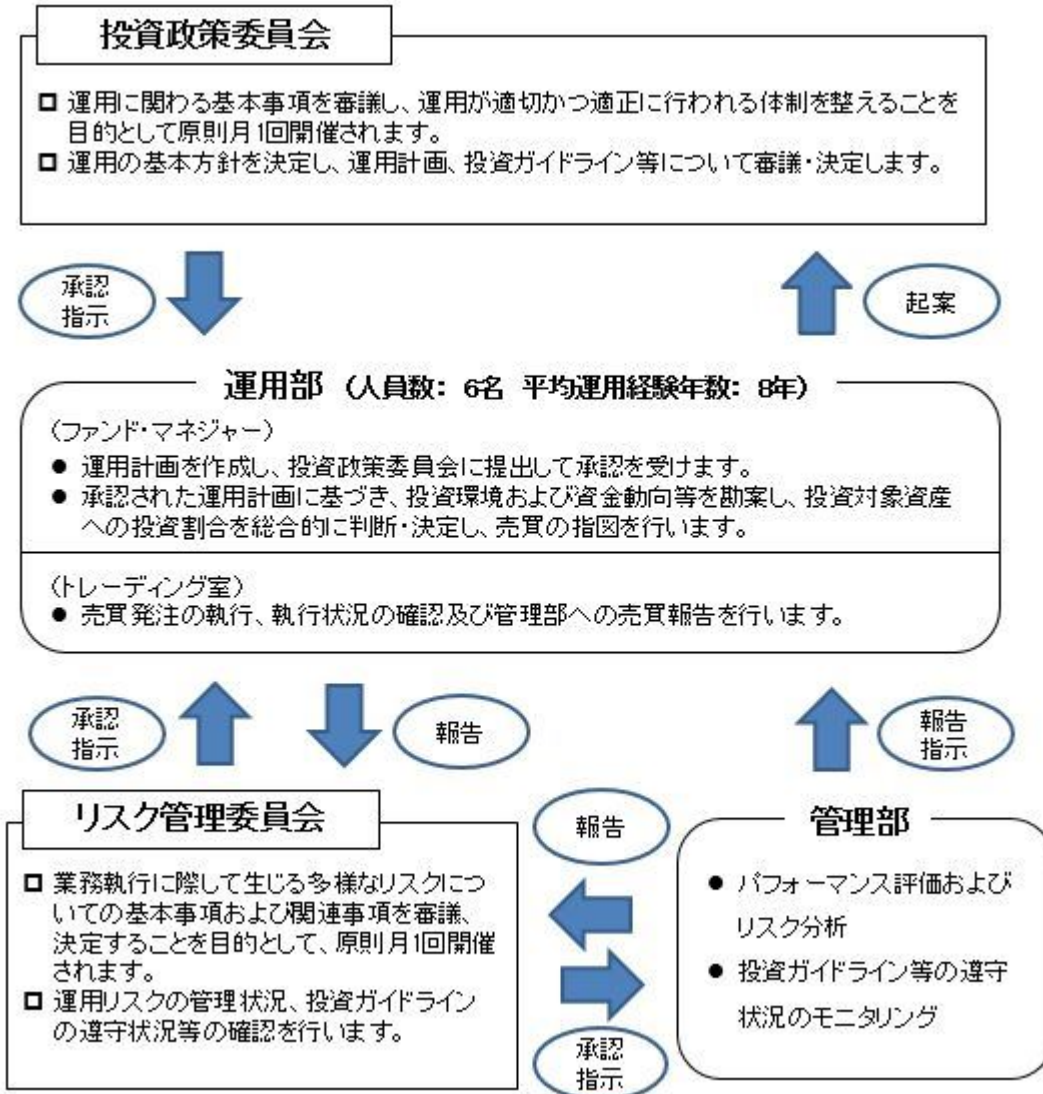 投資政策委員会
運用に関わる基本事項を審議し、運用が適切かつ適正に行われる体制を整えることを
目的として原則月1回開催されます。
運用の基本方針を決定し、運用計画、投資ガイドライン等について審議・決定します。
承認
指示
起案
運用部 (人員数: 6名 平均運用経験年数: 8年)
(ファンド・マネジャー)
● 運用計画を作成し、投資政策委員会に提出して承認を受けます。
● 承認された運用計画に基づき、投資環境および資金動向等を勘案し、投資対象資産
への投資割合を総合的に判断・決定し、売買の指図を行います。
(トレーディング室)
● 売買発注の執行、執行状況の確認及び管理部への売買報告を行います。
承認
指示
報告
報告
指示
リスク管理委員会
業務執行に際して生じる多様なリスクにつ
いての基本事項および関連事項を審議、
決定することを目的として、原則月1回開催
されます。
運用リスクの管理状況、投資ガイドライン
の遵守状況等の確認を行います。
報告
承認
指示
管理部
● パフォーマンス評価および
リスク分析
● 投資ガイドライン等の遵守
状況のモニタリング